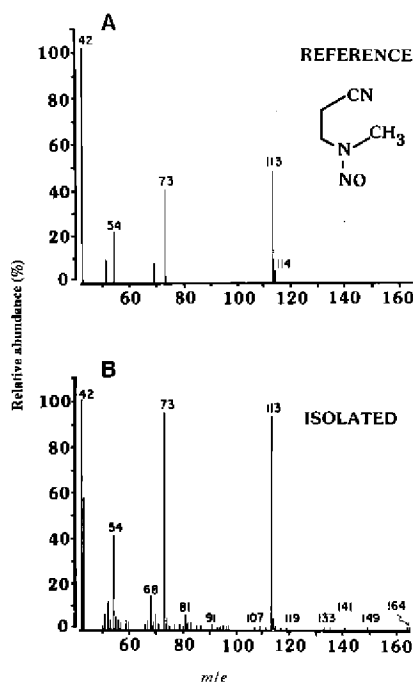 A
REFERENCE
CN
N
CH₃
NO
42
54
73
113
114
100
80
60
40
20
0
60 80 100 120 140 160
Relative abundance (%)
B
ISOLATED
42
54
68
73
81
91
107
113
119
133
141
149
164
100
80
60
40
20
0
60 80 100 120 140 160
m/e